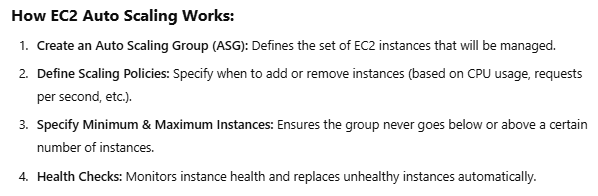 How EC2 Auto Scaling Works:
1. Create an Auto Scaling Group (ASG): Defines the set of EC2 instances that will be managed.
2. Define Scaling Policies: Specify when to add or remove instances (based on CPU usage, requests
per second, etc.).
3. Specify Minimum & Maximum Instances: Ensures the group never goes below or above a certain
number of instances.
4. Health Checks: Monitors instance health and replaces unhealthy instances automatically.